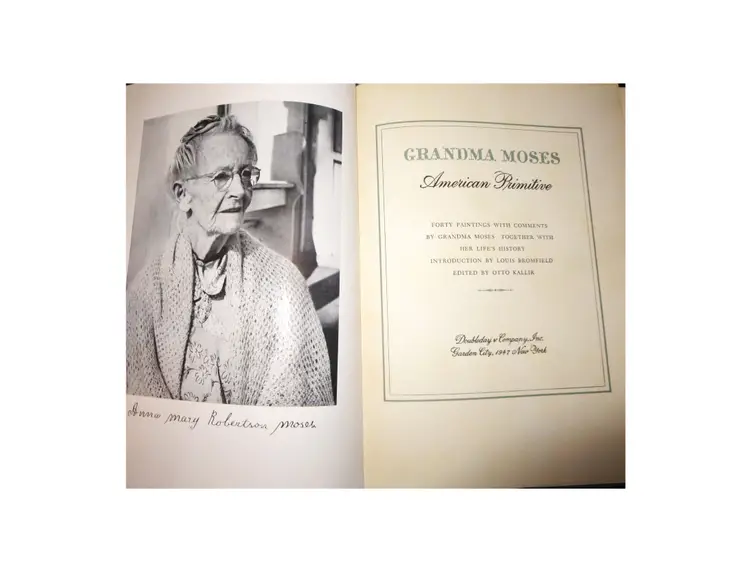 Anna Mary Robertson Moses
GRANDMA MOSES
American Primitive
FORTY PAINTINGS WITH COMMENTS
BY GRANDMA MOSES TOGETHER WITH
HER LIFE'S HISTORY
INTRODUCTION BY LOUIS BROMFIELD
EDITED BY OTTO KALLIR
Doubleday & Company, Inc.
Garden City, 1947 New York